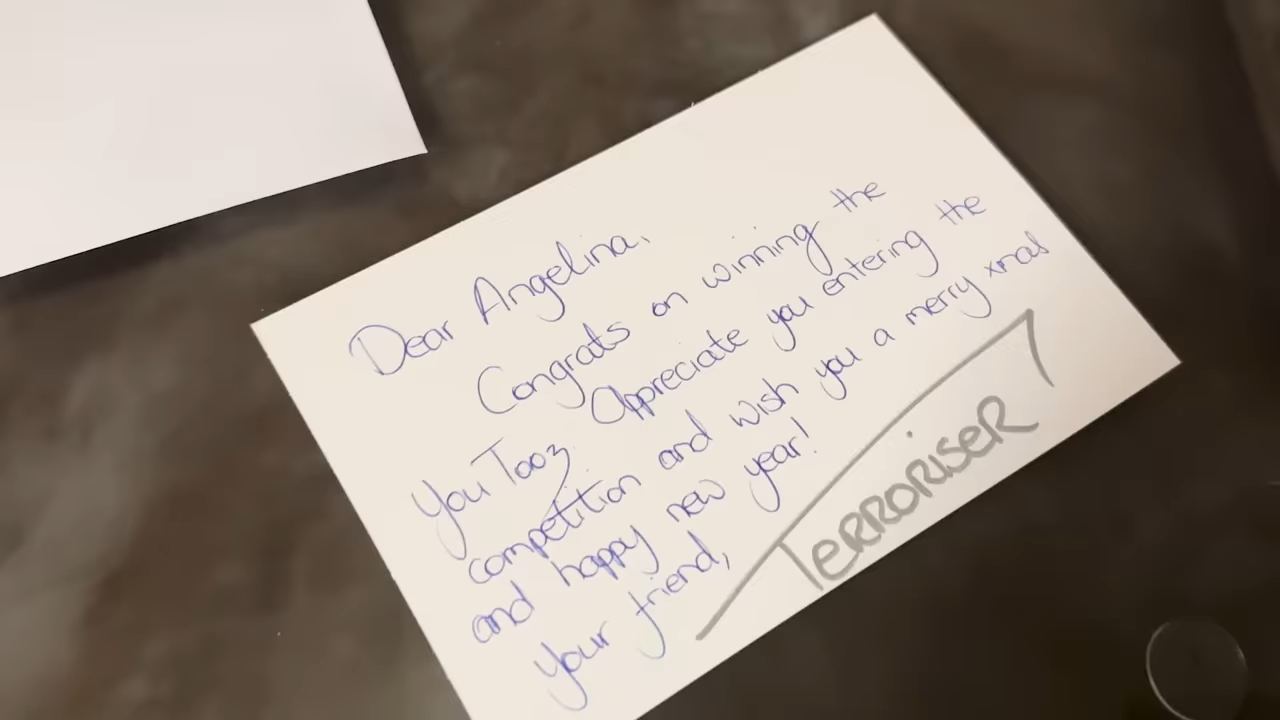 Dear Angelina,
Congrats on winning the
YouTooz Appreciate you entering the
competition and wish you a merry xmas
and happy new year!
your friend,
TERRORiSER